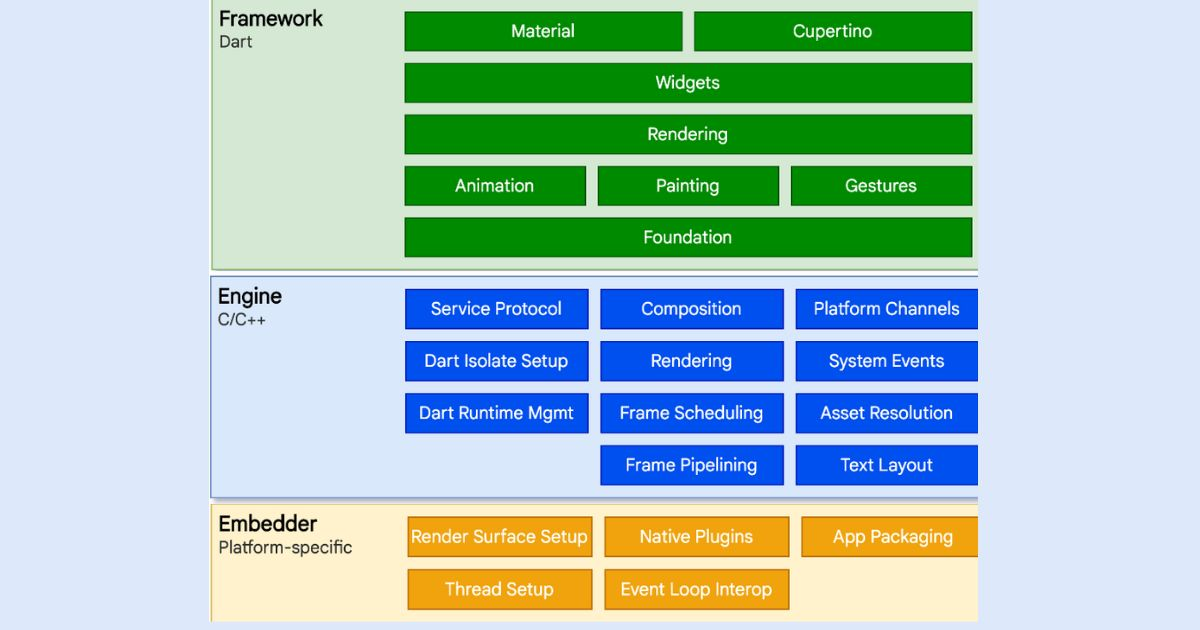 Framework
Dart
Material
Cupertino
Widgets
Rendering
Animation
Painting
Gestures
Foundation
Engine
C/C++
Service Protocol
Composition
Platform Channels
Dart Isolate Setup
Rendering
System Events
Dart Runtime Mgmt
Frame Scheduling
Asset Resolution
Frame Pipelining
Text Layout
Embedder
Platform-specific
Render Surface Setup
Native Plugins
App Packaging
Thread Setup
Event Loop Interop